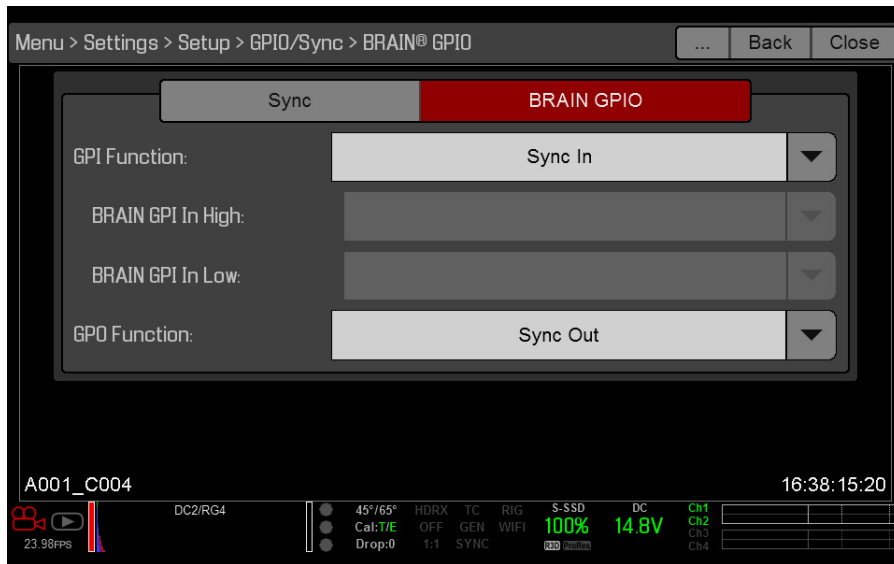 Menu > Settings > Setup > GPIO/Sync > BRAIN® GPIO ... Back Close
Sync BRAIN GPIO
GPI Function: Sync In
BRAIN GPI In High:
BRAIN GPI In Low:
GPO Function: Sync Out
A001_C004 16:38:15:20
DC2/RG4 45°/65° HDRX TC RIG S-SSD DC Ch1
Cal:T/E OFF GEN WIFI 100% 14.8V Ch2
23.98FPS Drop:0 1:1 SYNC R3D ProRes Ch3
Ch4